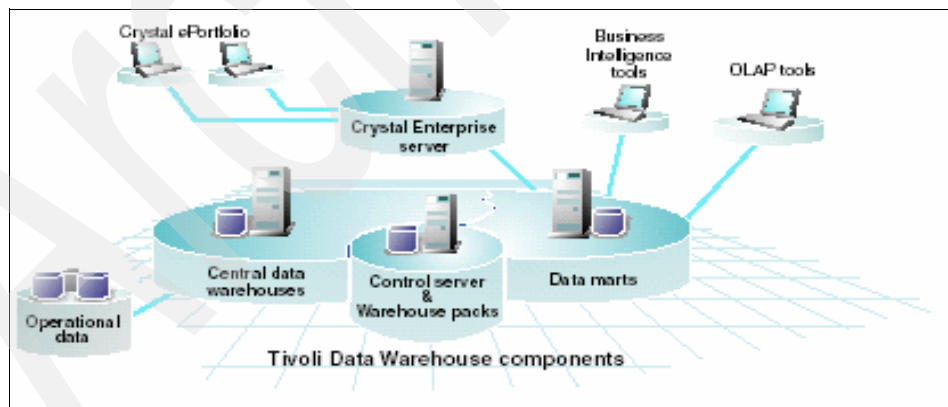 Crystal ePortfolio
Business
Intelligence
tools
OLAP tools
Crystal Enterprise
server
Central data
warehouses
Control server
&
Warehouse packs
Data marts
Operational
data
Tivoli Data Warehouse components